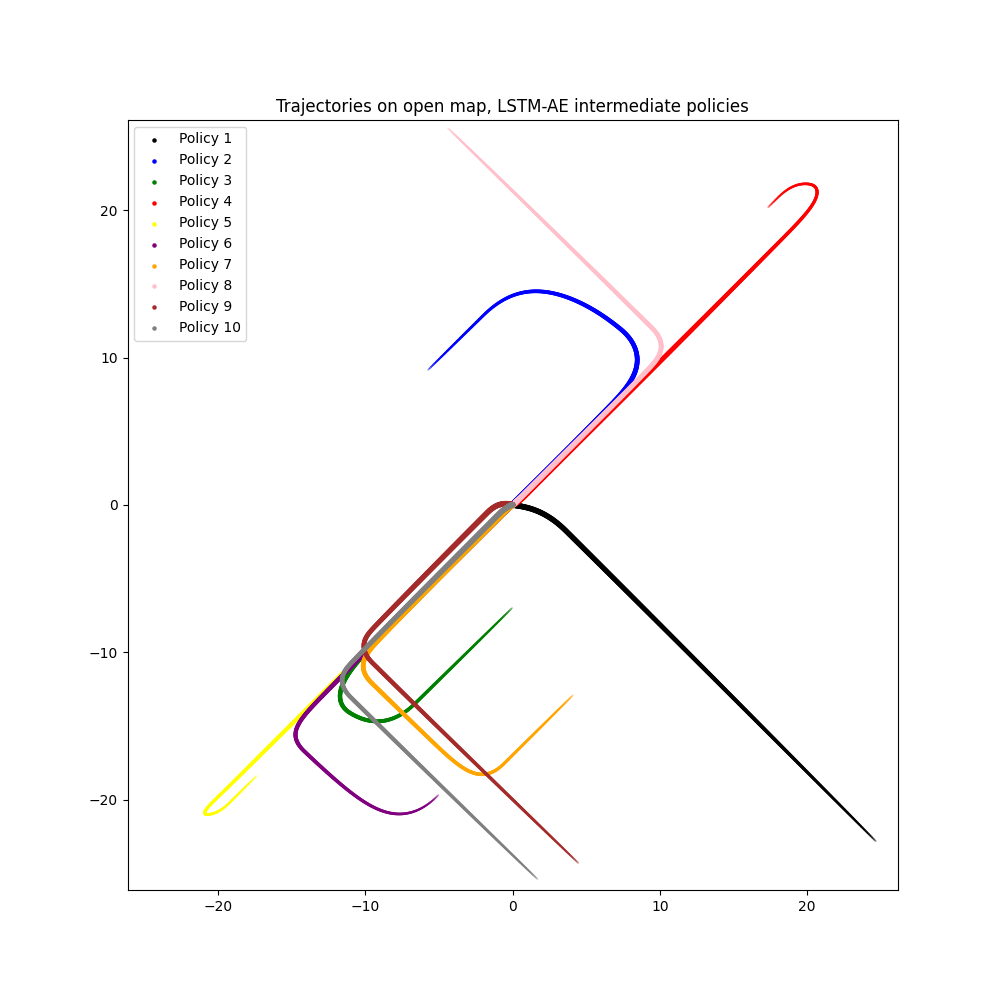 Trajectories on open map, LSTM-AE intermediate policies
Policy 1
Policy 2
Policy 3
Policy 4
Policy 5
Policy 6
Policy 7
Policy 8
Policy 9
Policy 10
20
10
0
−10
−20
−20
−10
0
10
20